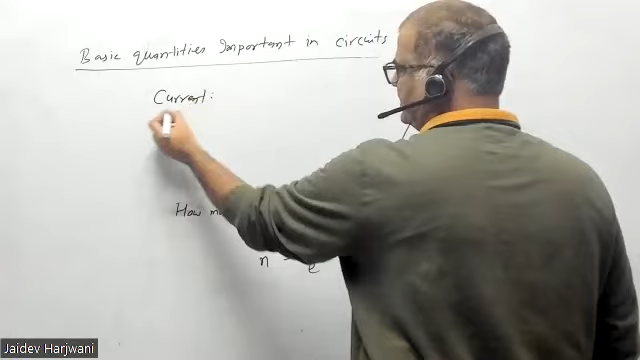 Basic quantities Important in circuits
Current:
How
n = e
Jaidev Harjwani